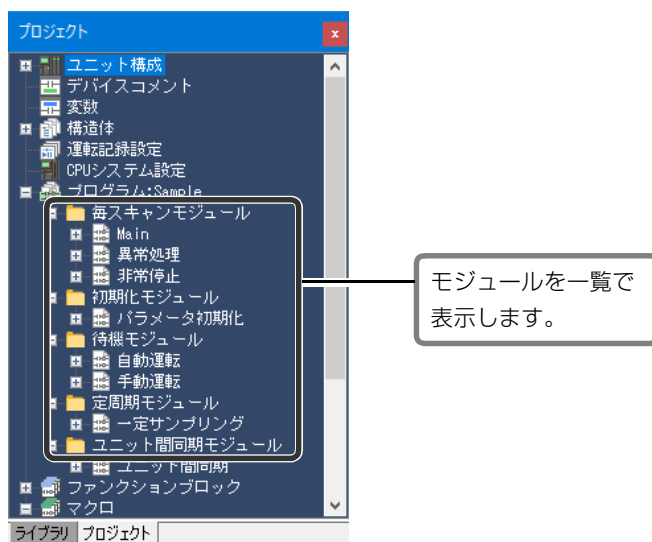 プロジェクト
x
ユニット構成
デバイスコメント
変数
構造体
運転記録設定
CPUシステム設定
プログラム:Sample
毎スキャンモジュール
Main
異常処理
非常停止
初期化モジュール
パラメータ初期化
待機モジュール
自動運転
手動運転
定周期モジュール
一定サンプリング
ユニット間同期モジュール
ユニット間同期
ファンクションブロック
マクロ
ライブラリ プロジェクト
モジュールを一覧で
表示します。